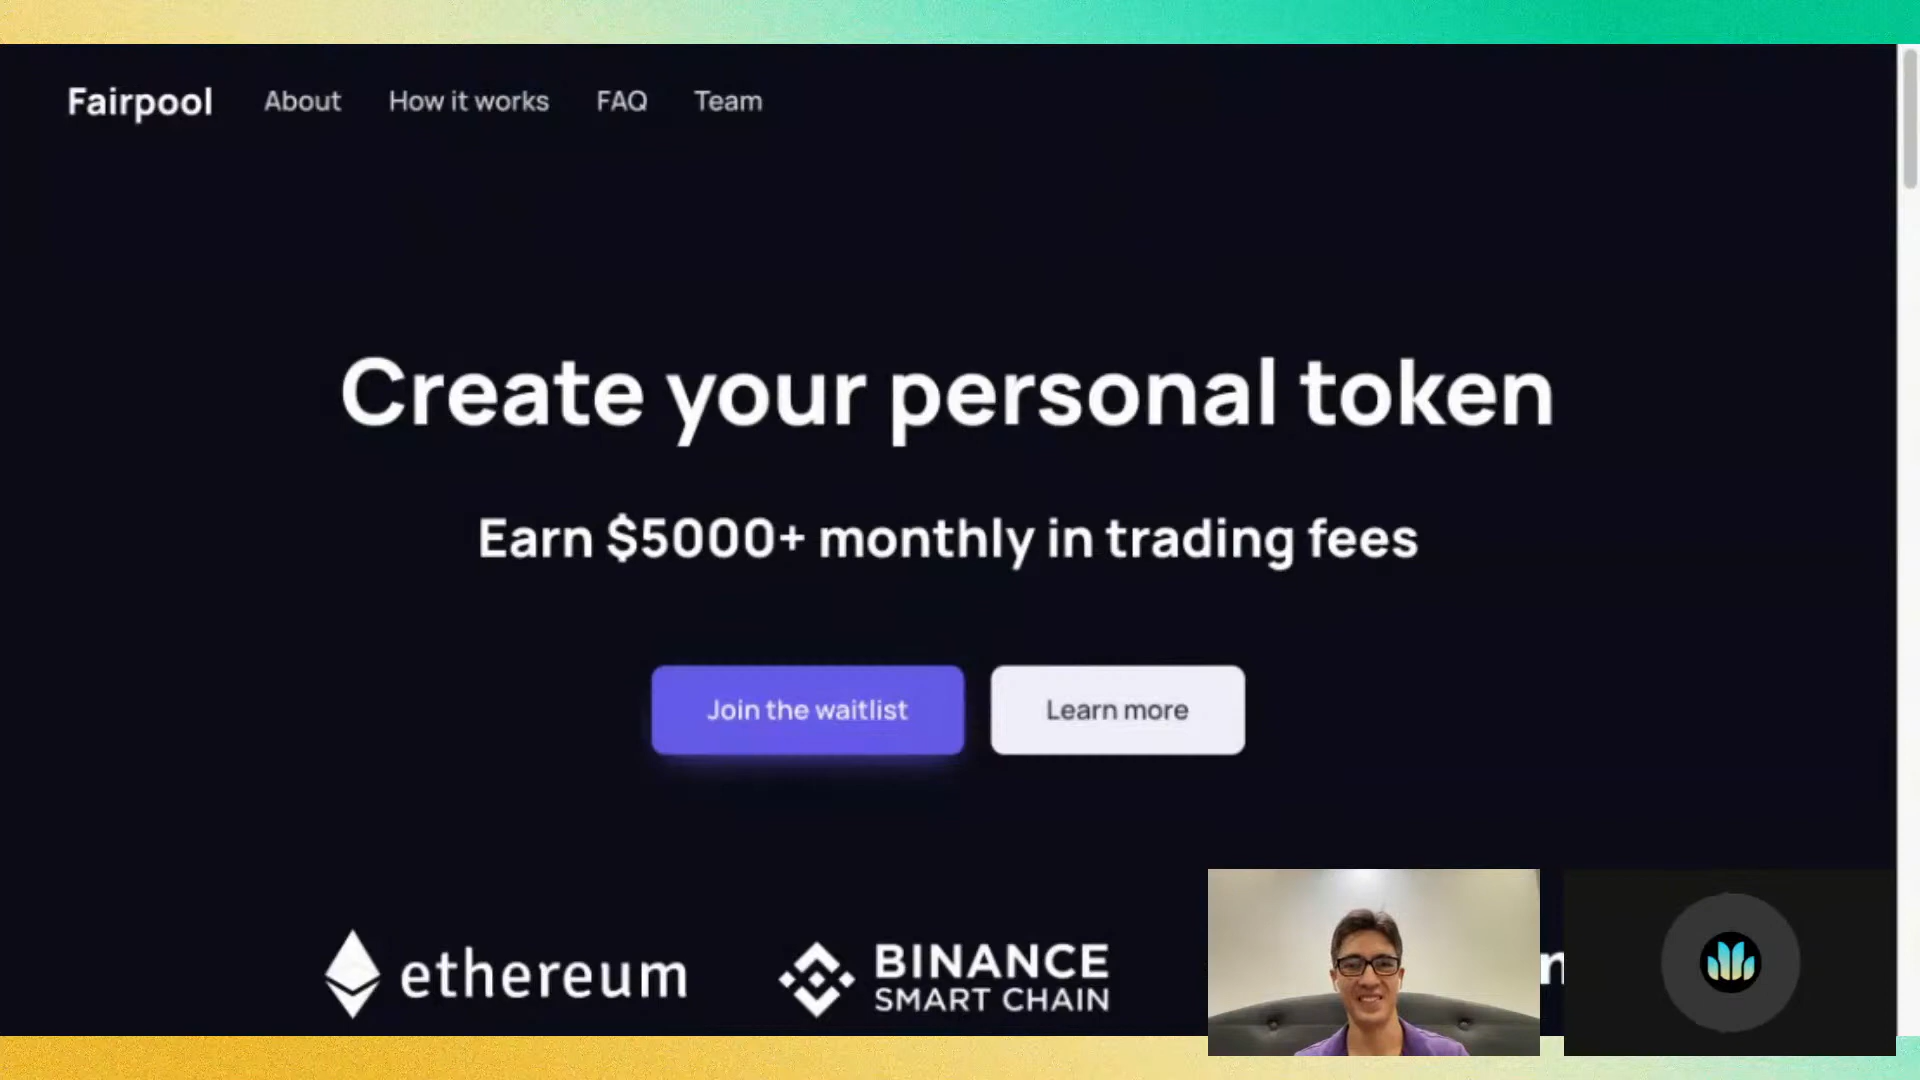 Fairpool About How it works FAQ Team
Create your personal token
Earn $5000+ monthly in trading fees
Join the waitlist Learn more
ethereum BINANCE SMART CHAIN